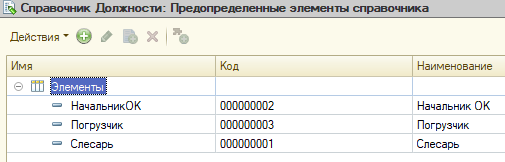 Справочник Должности: Предопределенные элементы справочника
Действия
Имя Код Наименование
Элементы
НачальникОК 000000002 Начальник ОК
Погрузчик 000000003 Погрузчик
Слесарь 000000001 Слесарь